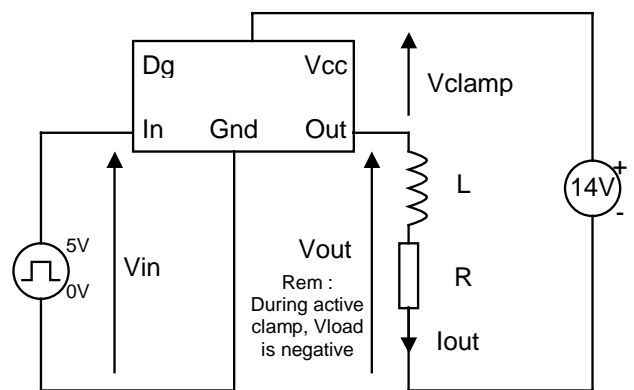 Dg
Vcc
In
Gnd
Out
Vclamp
14V
+
-
L
5V
0V
Vin
Vout
Rem :
During active
clamp, Vload
is negative
R
Iout